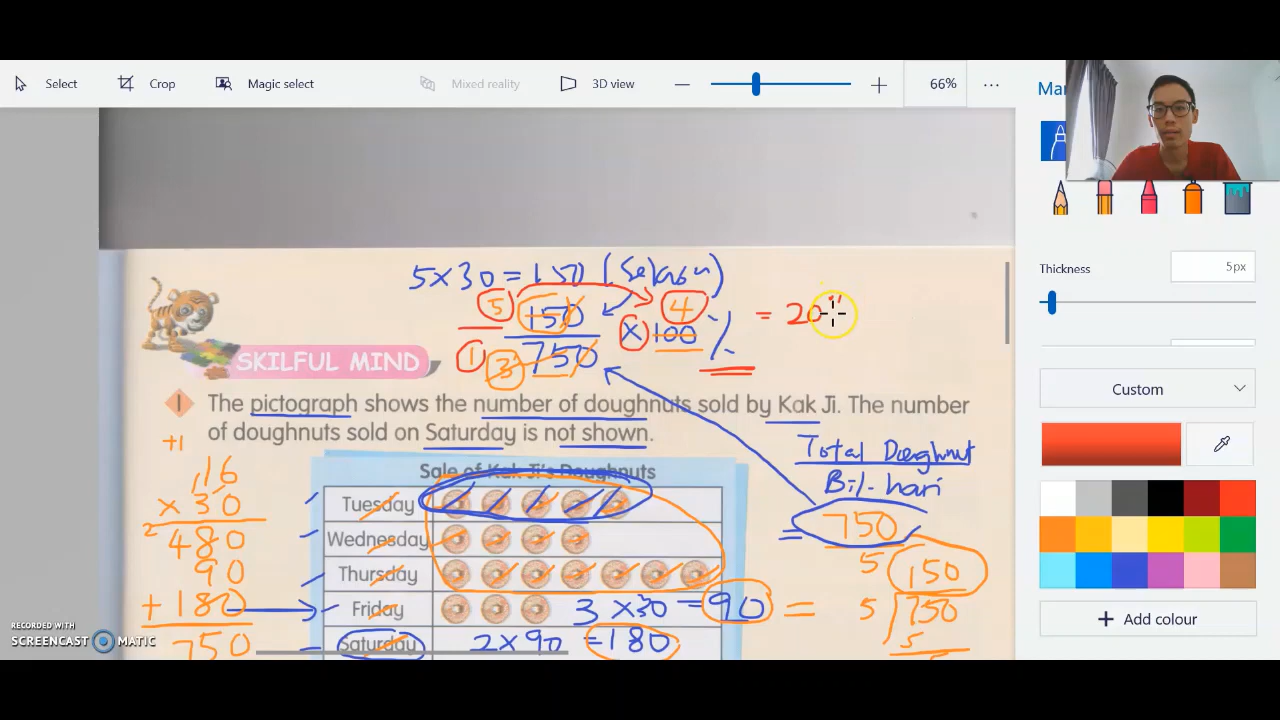 Select
Crop
Magic select
Mixed reality
3D view
66%
Thickness
5px
Custom
Add colour
5x30 = 150 (Selasa)
5 150 4
x 100 % = 20
1 3 750
SKILFUL MIND
1 The pictograph shows the number of doughnuts sold by Kak Ji. The number
of doughnuts sold on Saturday is not shown.
Total Doughnut
Bil. hari
= 750
5
Sale of Kak Ji's Doughnuts
Tuesday
Wednesday
Thursday
Friday 3 x 30 = 90 =
Saturday 2 x 90 = 180
+1
16
x 30
2 480
90
+ 180
750
5 150
5 750
5
RECORDED WITH
SCREENCAST MATIC